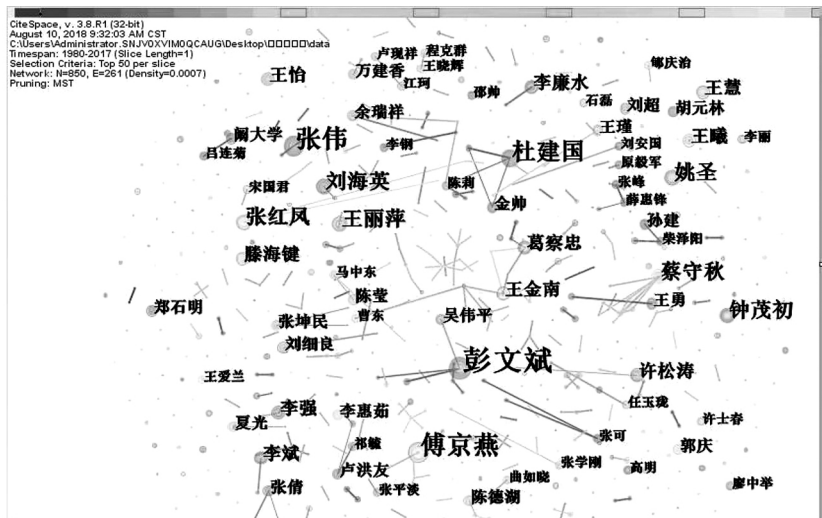 CiteSpace, v. 3.8.R1 (32-bit)
August 10, 2018 9:32:03 AM CST
C:\Users\Administrator.SNJV0XVIM0QCAUG\Desktop\□□□□□\data
Timespan: 1980-2017 (Slice Length=1)
Selection Criteria: Top 50 per slice
Network: N=850, E=261 (Density=0.0007)
Pruning: MST
卢现祥
程克群
王怡
万建香
王晓辉
江珂
郇庆治
李廉水
邵帅
王慧
石磊
刘超
胡元林
余瑞祥
阚大学
张伟
李钢
王瑾
王曦
李丽
吕连菊
杜建国
刘安国
原毅军
姚圣
宋国君
刘海英
陈莉
张峰
薛惠锋
金帅
张红凤
王丽萍
孙建
柴泽阳
滕海键
葛察忠
马中东
蔡守秋
陈莹
王金南
王勇
郑石明
曹东
吴伟平
钟茂初
张坤民
刘细良
彭文斌
王爱兰
许松涛
任玉珑
李强
李惠茹
夏光
许士春
祁毓
傅京燕
张可
郭庆
李斌
卢洪友
张学刚
高明
张倩
张平淡
曲如晓
陈德湖
廖中举